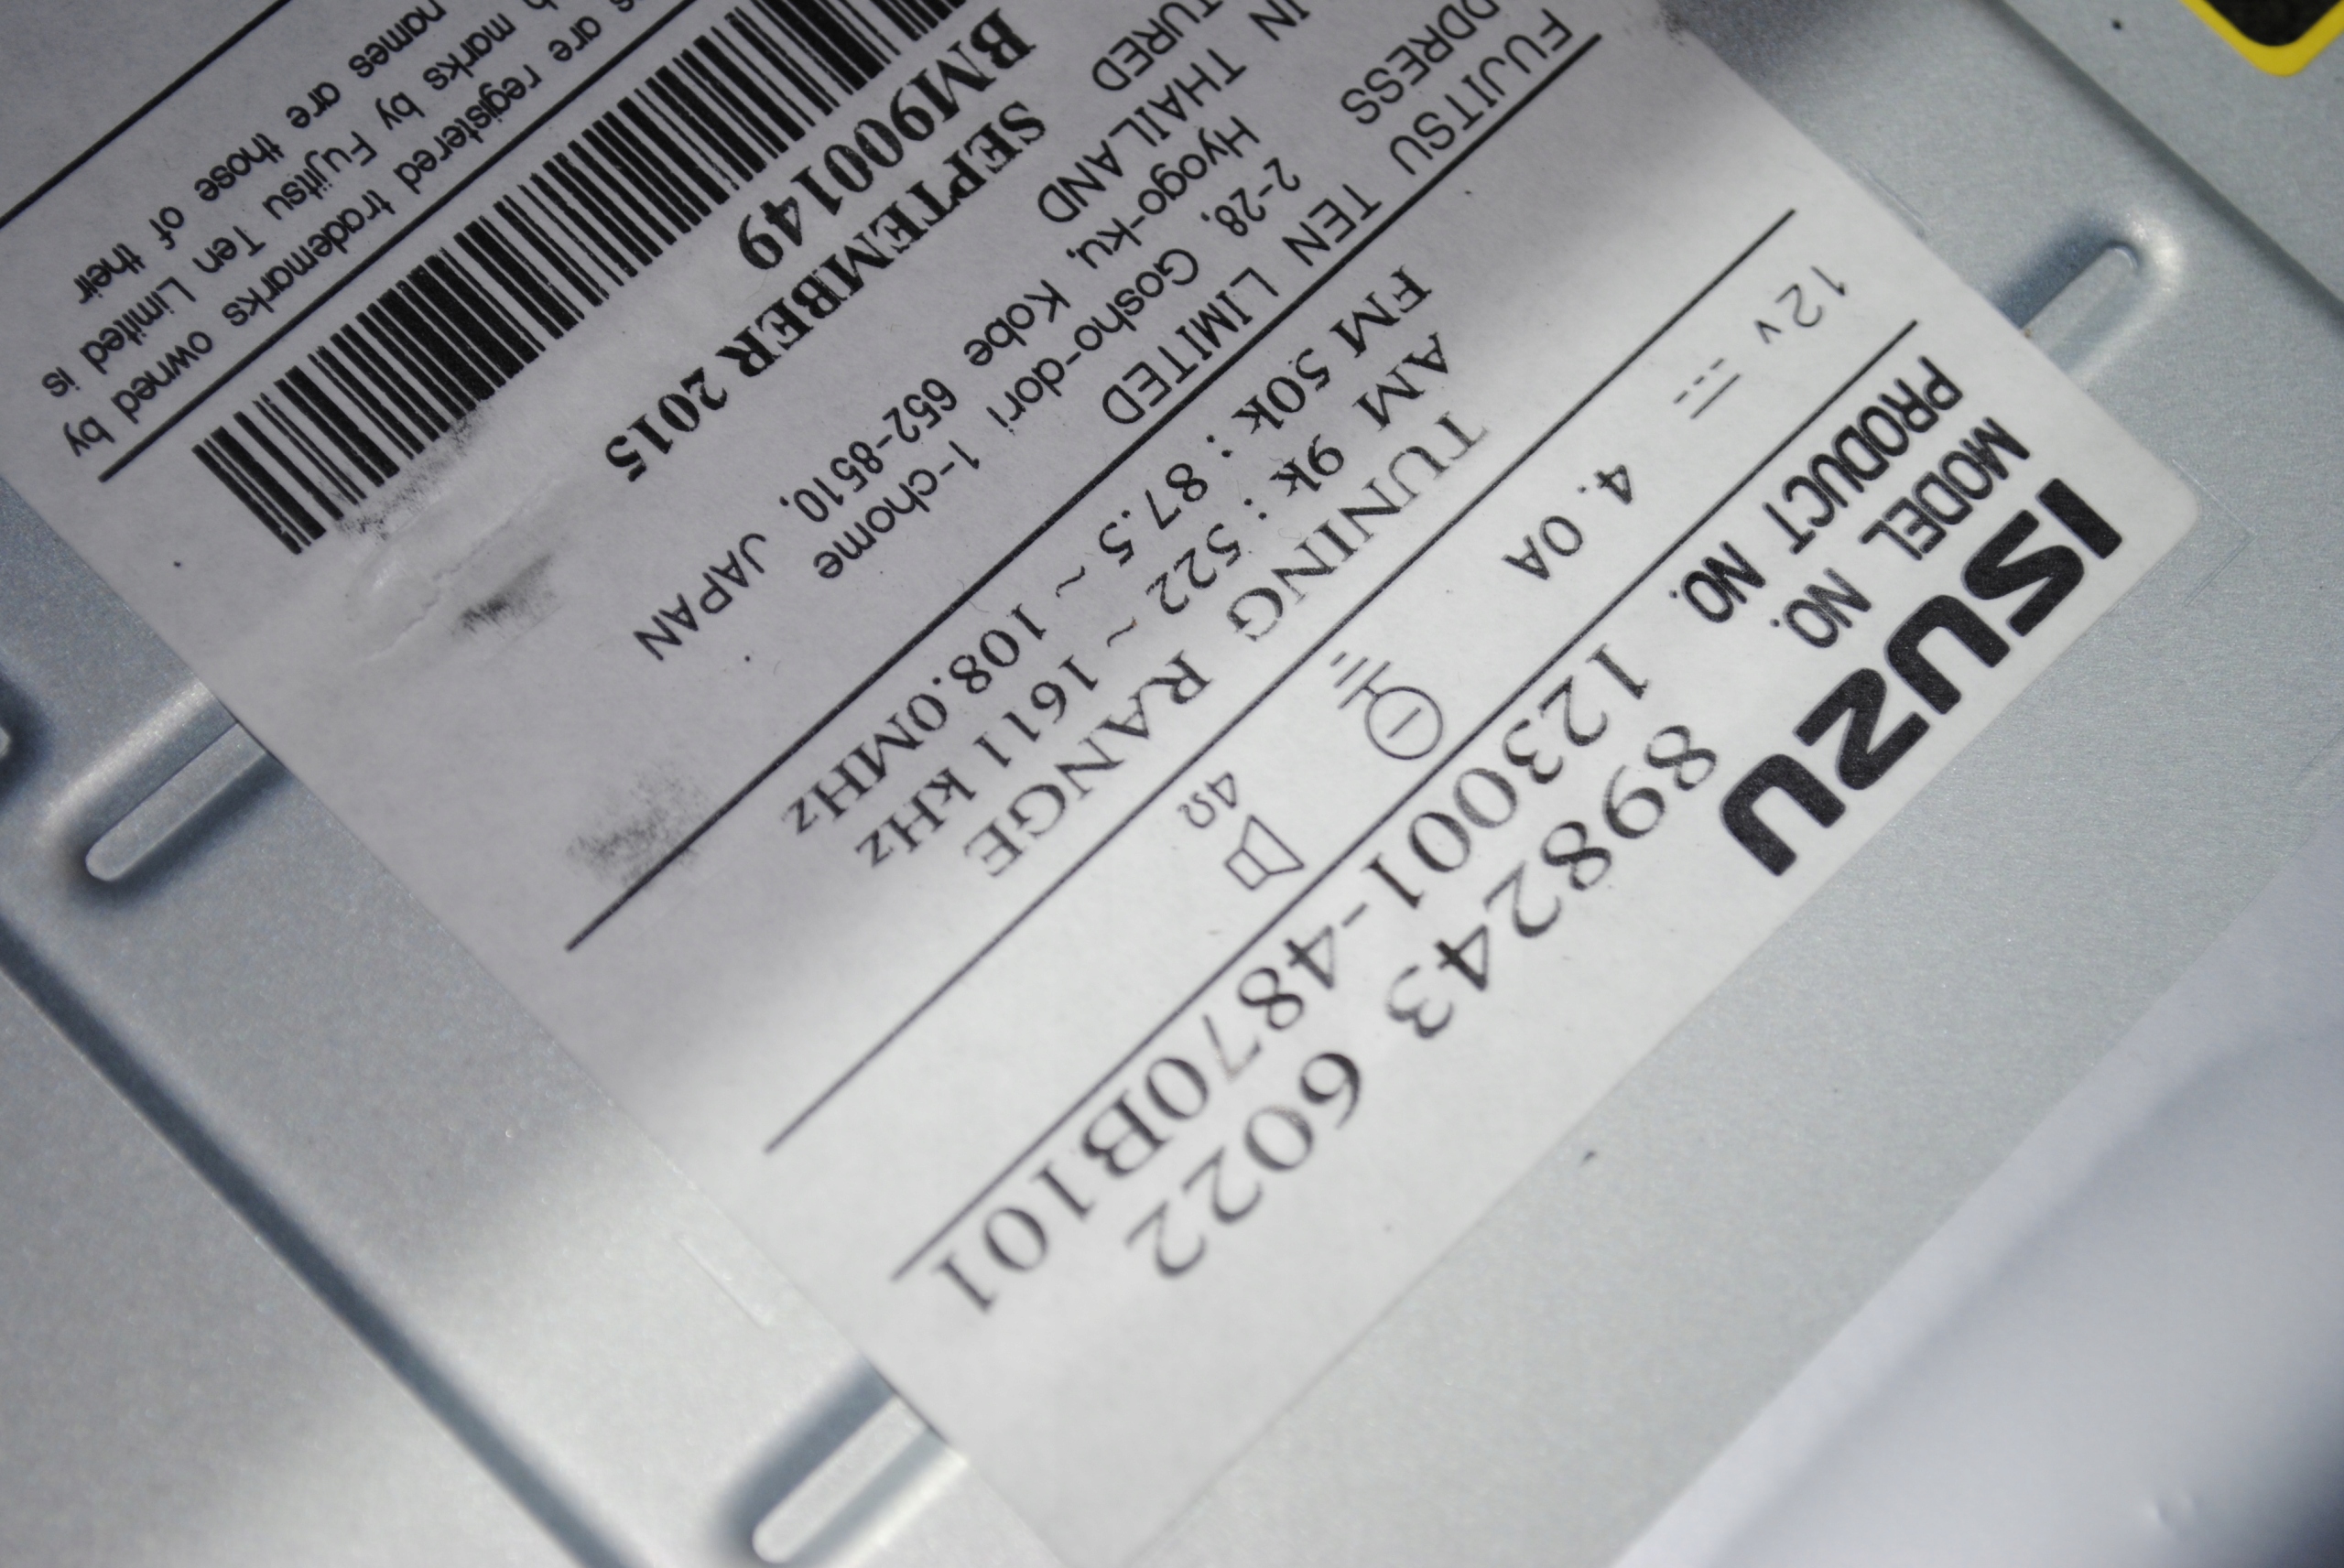 ISUZU
MODEL NO. 898243 6022
PRODUCT NO. 123001-4870B101
12V ⎓ 4.0A 4Ω
TUNING RANGE
AM 9k : 522 ~ 1611 kHz
FM 50k : 87.5 ~ 108.0MHz
FUJITSU TEN LIMITED
DDRESS 2-28, Gosho-dori 1-chome
Hyogo-ku, Kobe 652-8510, JAPAN
IN THAILAND
TURED SEPTEMBER 2015
BM900149
s are registered trademarks owned by
h marks by Fujitsu Ten Limited is
names are those of their